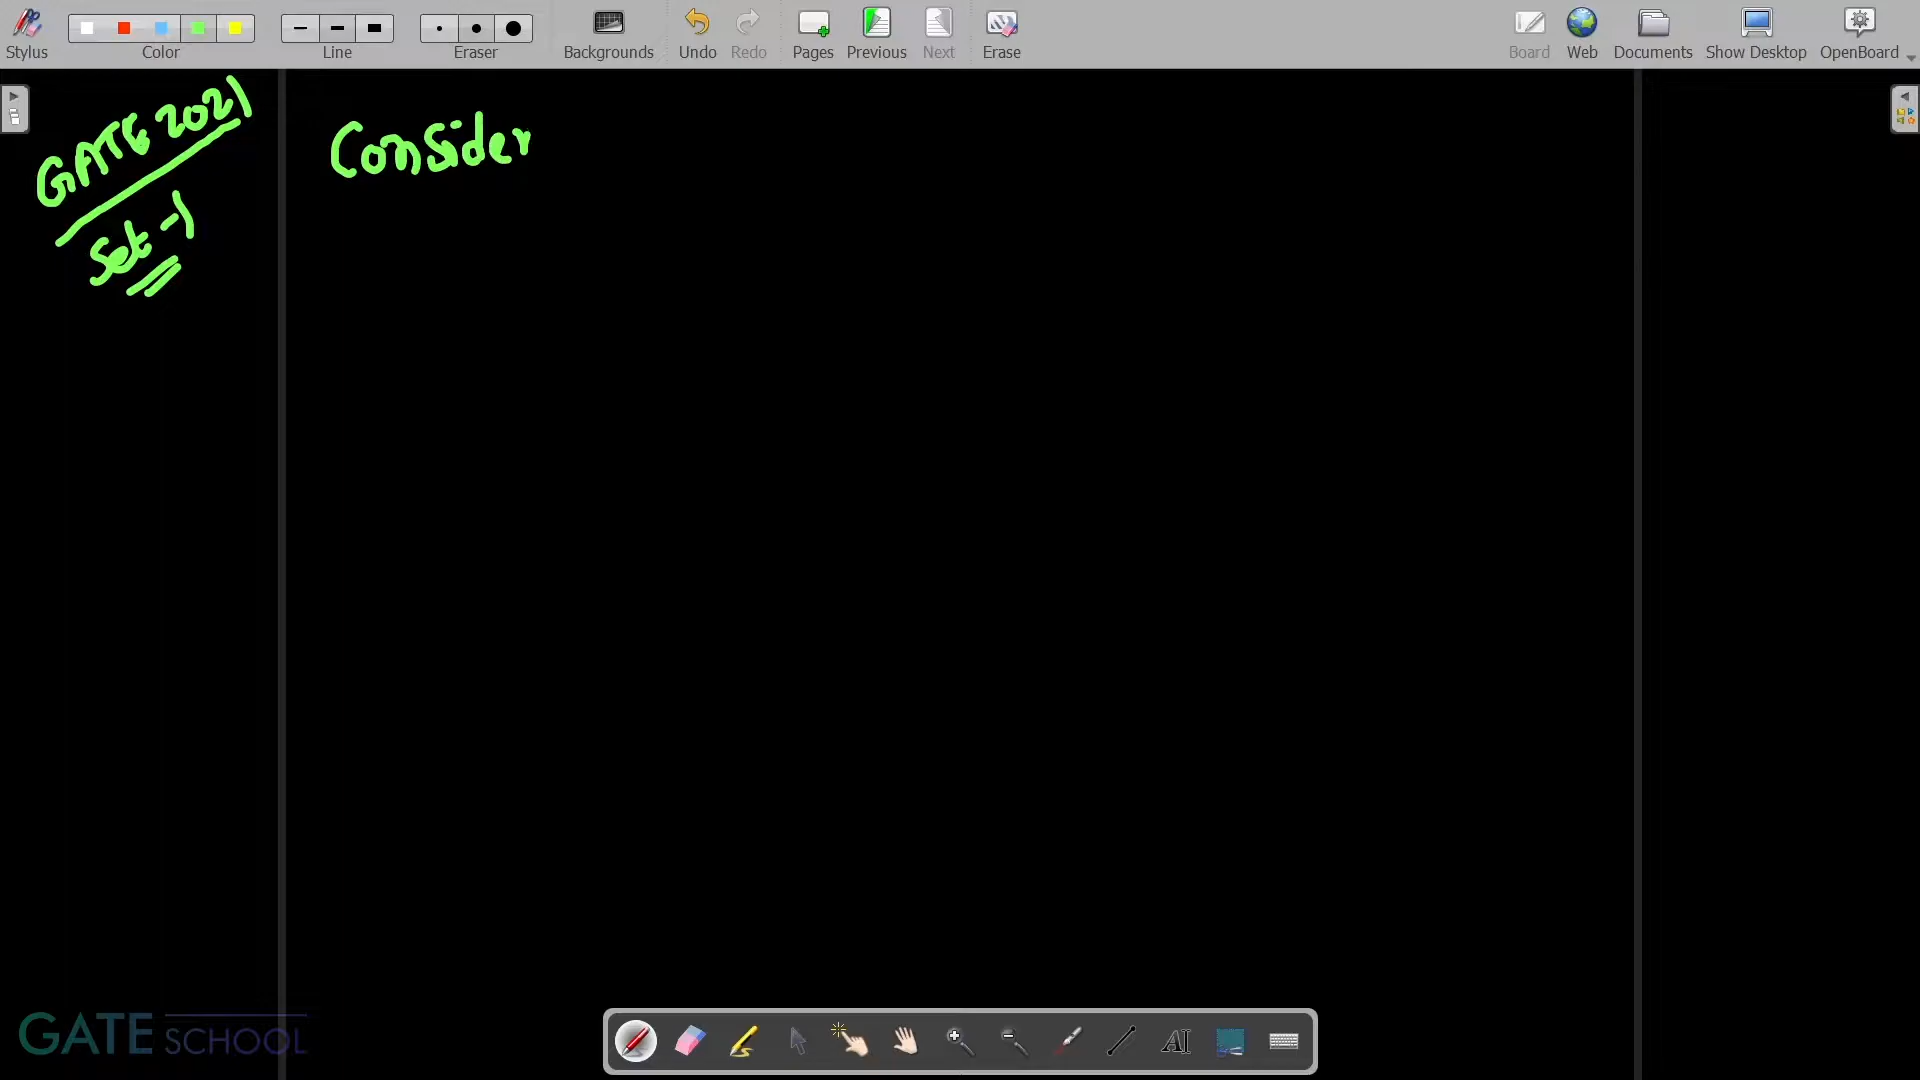 Stylus
Color
Line
Eraser
Backgrounds
Undo
Redo
Pages
Previous
Next
Erase
Board
Web
Documents
Show Desktop
OpenBoard
GATE 2021
Set-1
Consider
GATE SCHOOL
AI